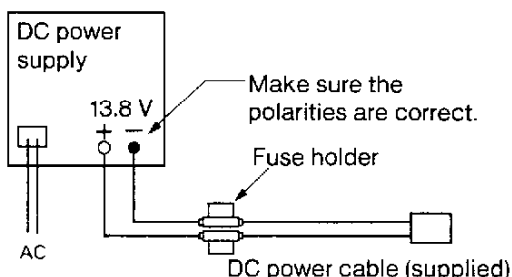 DC power
supply
13.8 V
+ −
Make sure the
polarities are correct.
Fuse holder
AC
DC power cable (supplied)